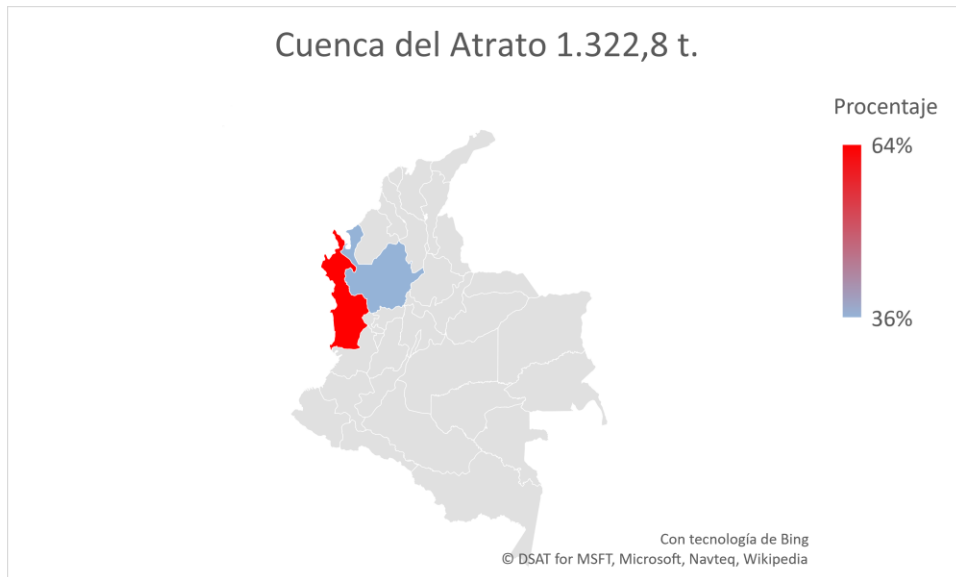 Cuenca del Atrato 1.322,8 t.
Procentaje
64%
36%
Con tecnología de Bing
© DSAT for MSFT, Microsoft, Navteq, Wikipedia